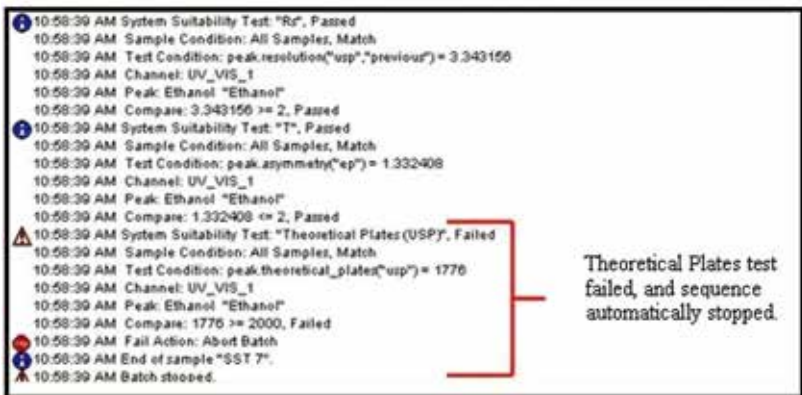 10:58:39 AM System Suitability Test: "Rs", Passed
10:58:39 AM Sample Condition: All Samples, Match
10:58:39 AM Test Condition: peak.resolution("usp","previous") = 3.343156
10:58:39 AM Channel: UV_VIS_1
10:58:39 AM Peak: Ethanol "Ethanol"
10:58:39 AM Compare: 3.343156 >= 2, Passed
10:58:39 AM System Suitability Test: "T", Passed
10:58:39 AM Sample Condition: All Samples, Match
10:58:39 AM Test Condition: peak.asymmetry("ep") = 1.332408
10:58:39 AM Channel: UV_VIS_1
10:58:39 AM Peak: Ethanol "Ethanol"
10:58:39 AM Compare: 1.332408 <= 2, Passed
10:58:39 AM System Suitability Test: "Theoretical Plates (USP)", Failed
10:58:39 AM Sample Condition: All Samples, Match
10:58:39 AM Test Condition: peak.theoretical_plates("usp") = 1776
10:58:39 AM Channel: UV_VIS_1
10:58:39 AM Peak: Ethanol "Ethanol"
10:58:39 AM Compare: 1776 >= 2000, Failed
10:58:39 AM Fail Action: Abort Batch
10:58:39 AM End of sample "SST 7".
10:58:39 AM Batch stopped.
Theoretical Plates test
failed, and sequence
automatically stopped.